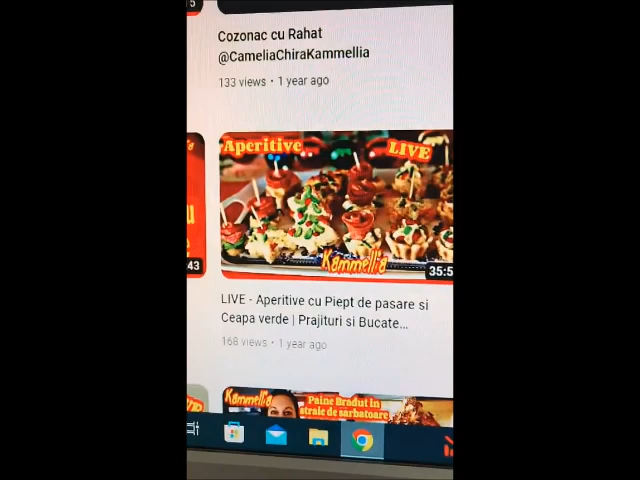 5
Cozonac cu Rahat
@CameliaChiraKammellia
133 views • 1 year ago
Aperitive
LIVE
Kammellia
43
35:5
LIVE - Aperitive cu Piept de pasare si
Ceapa verde | Prajituri si Bucate...
168 views • 1 year ago
Kammellia
Paine Bradut in
straie de sarbatoare